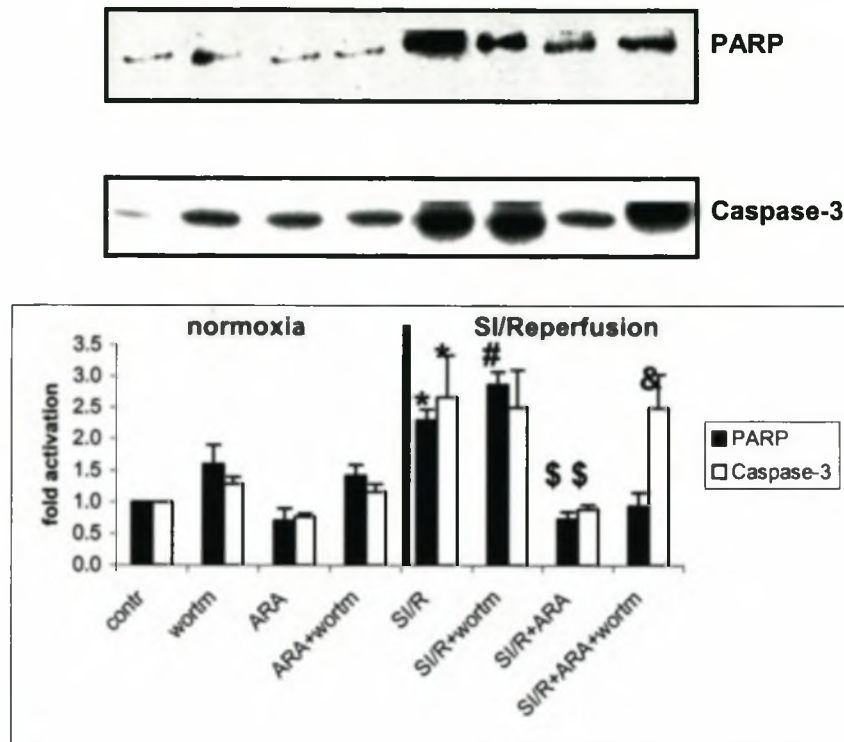 PARP
Caspase-3
normoxia
SI/Reperfusion
3.5
3.0
2.5
2.0
1.5
1.0
0.5
0.0
fold activation
* * # $ $ &
PARP
Caspase-3
contr
wortm
ARA
ARA+wortm
SI/R
SI/R+wortm
SI/R+ARA
SI/R+ARA+wortm